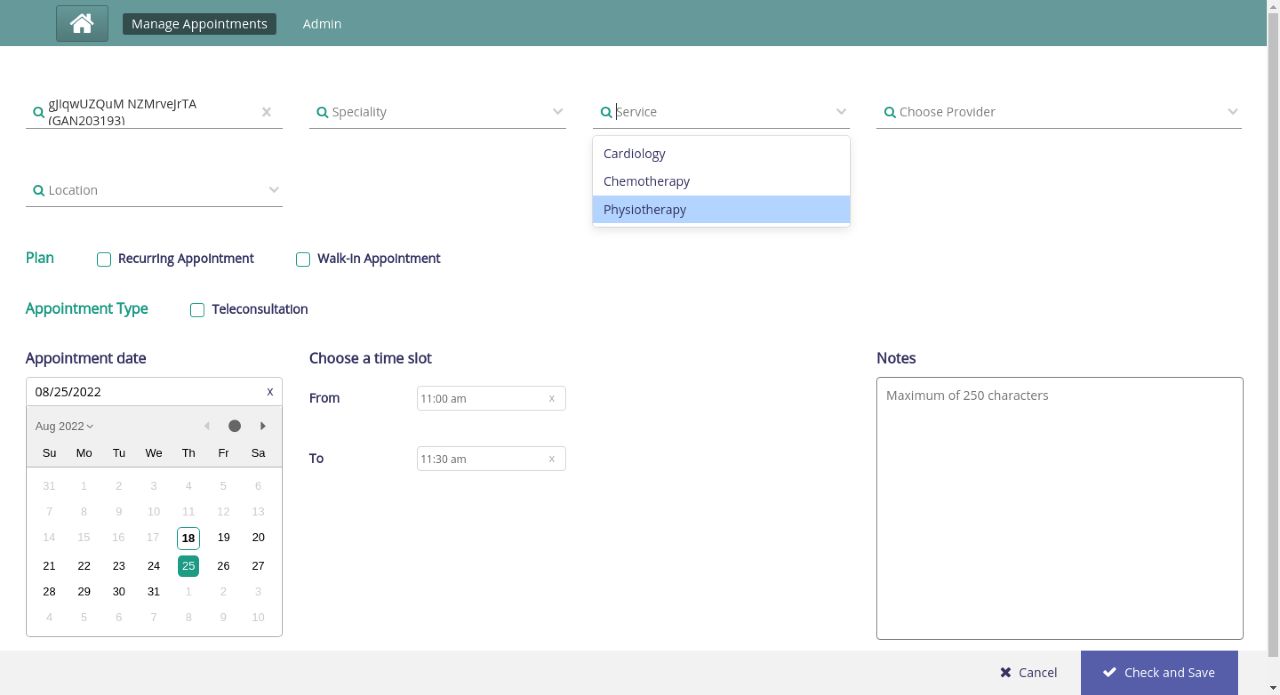 Manage Appointments
Admin
gJIqwUZQuM NZMrveJrTA
(GAN203193)
Speciality
Service
Choose Provider
Cardiology
Chemotherapy
Physiotherapy
Location
Plan
Recurring Appointment
Walk-in Appointment
Appointment Type
Teleconsultation
Appointment date
Choose a time slot
Notes
08/25/2022 x
From 11:00 am x
Maximum of 250 characters
Aug 2022
Su Mo Tu We Th Fr Sa
To 11:30 am x
31 1 2 3 4 5 6
7 8 9 10 11 12 13
14 15 16 17 18 19 20
21 22 23 24 25 26 27
28 29 30 31 1 2 3
4 5 6 7 8 9 10
Cancel
Check and Save